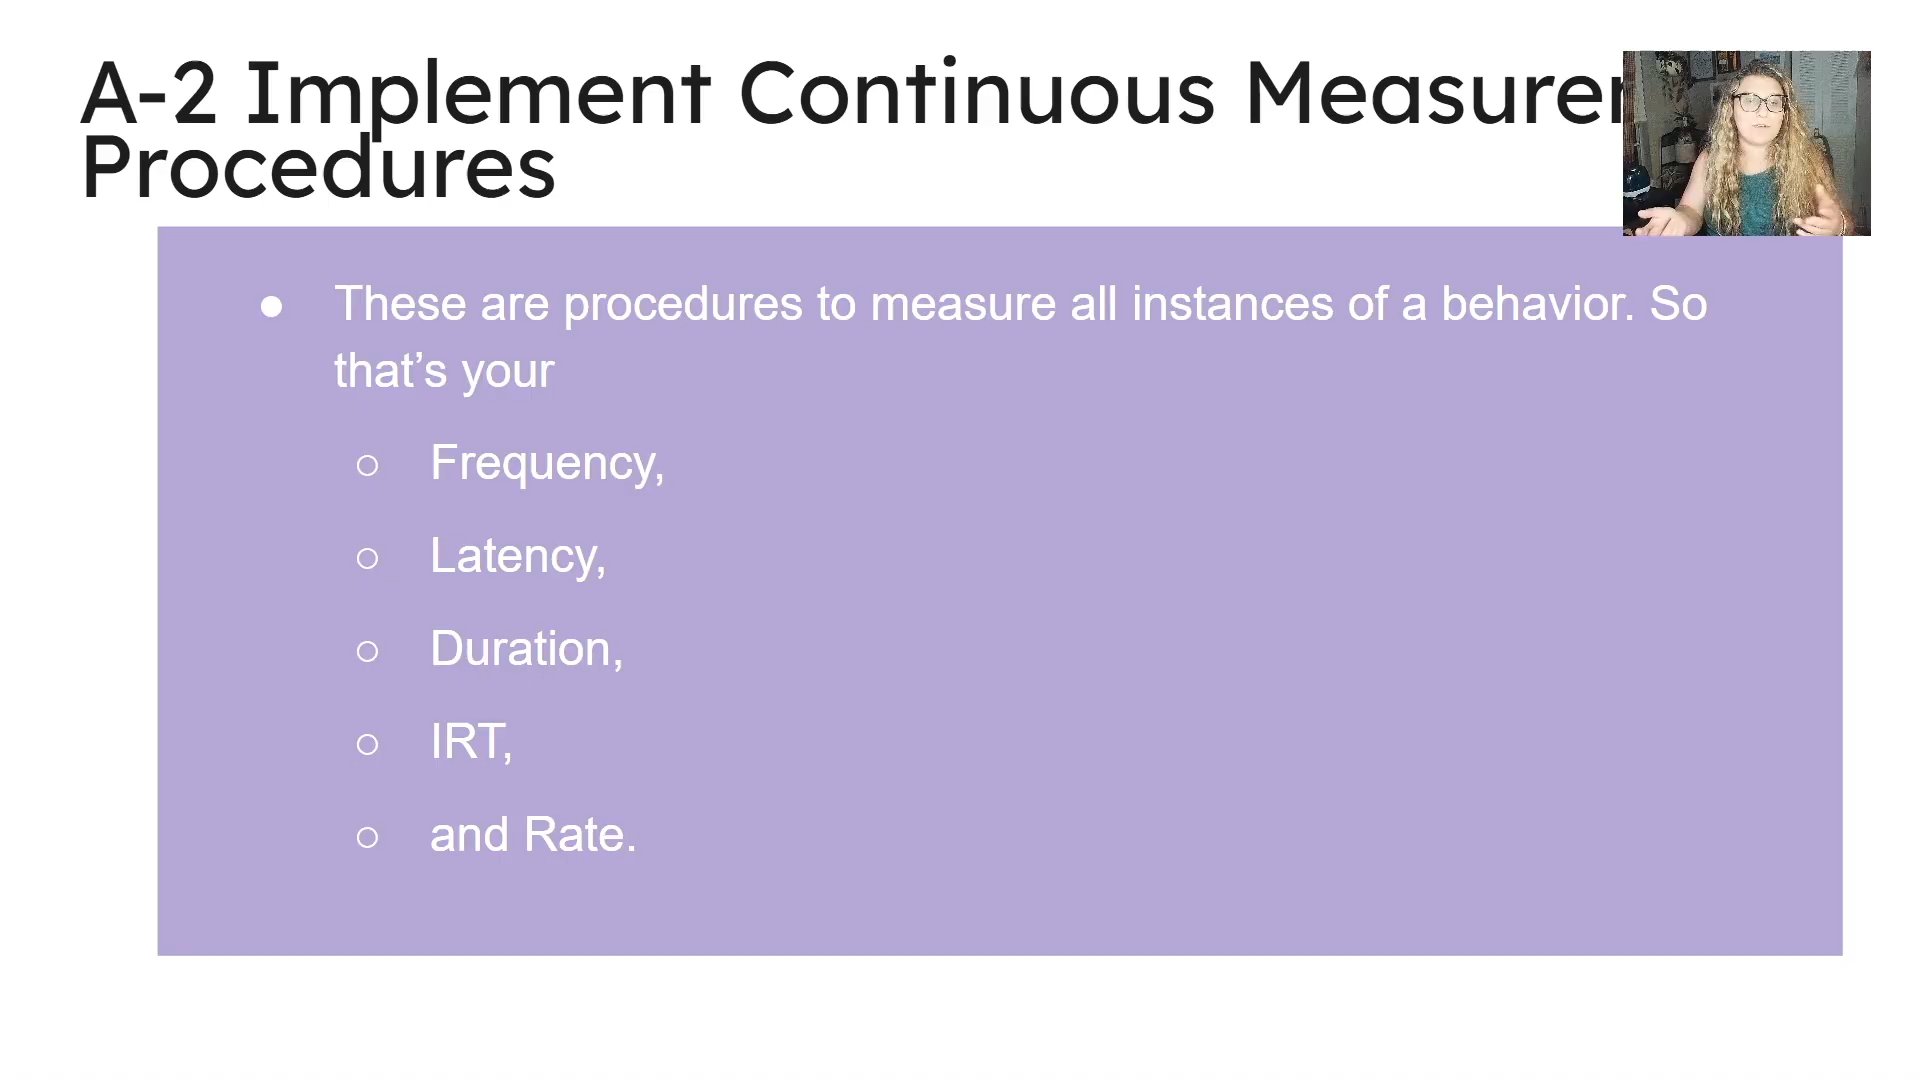 A-2 Implement Continuous
Procedures
These are procedures to measure all instances of a behavior. So
that’s your
Frequency,
Latency,
Duration,
IRT,
and Rate.